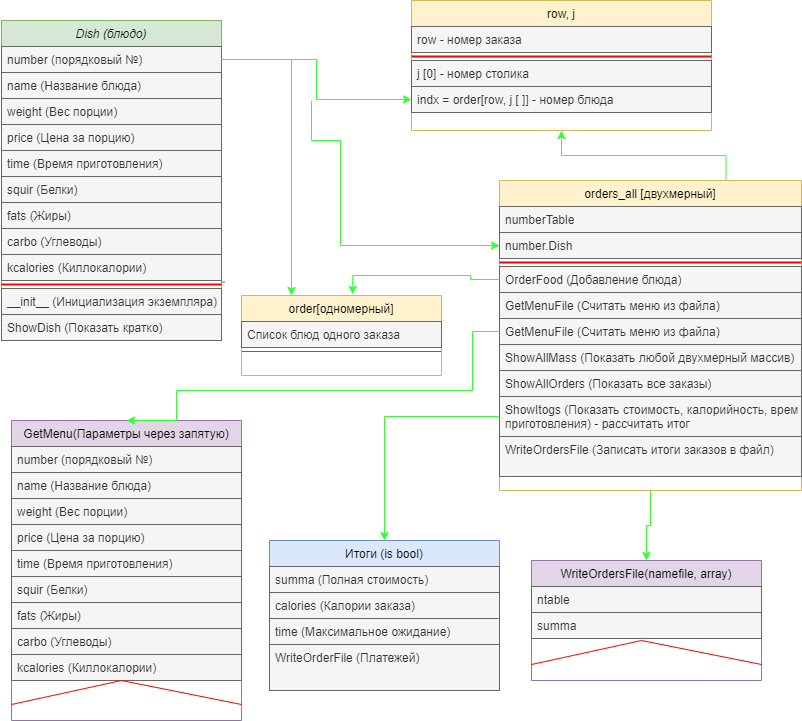 Dish (блюдо)
number (порядковый №)
name (Название блюда)
weight (Вес порции)
price (Цена за порцию)
time (Время приготовления)
squir (Белки)
fats (Жиры)
carbo (Углеводы)
kcalories (Киллокалории)
__init__ (Инициализация экземпляра)
ShowDish (Показать кратко)
row, j
row - номер заказа
j [0] - номер столика
indx = order[row, j [ ]] - номер блюда
orders_all [двухмерный]
numberTable
number.Dish
OrderFood (Добавление блюда)
GetMenuFile (Считать меню из файла)
GetMenuFile (Считать меню из файла)
ShowAllMass (Показать любой двухмерный массив)
ShowAllOrders (Показать все заказы)
ShowItogs (Показать стоимость, калорийность, врем
приготовления) - рассчитать итог
WriteOrdersFile (Записать итоги заказов в файл)
order[одномерный]
Список блюд одного заказа
GetMenu(Параметры через запятую)
number (порядковый №)
name (Название блюда)
weight (Вес порции)
price (Цена за порцию)
time (Время приготовления)
squir (Белки)
fats (Жиры)
carbo (Углеводы)
kcalories (Киллокалории)
Итоги (is bool)
summa (Полная стоимость)
calories (Калории заказа)
time (Максимальное ожидание)
WriteOrderFile (Платежей)
WriteOrdersFile(namefile, array)
ntable
summa